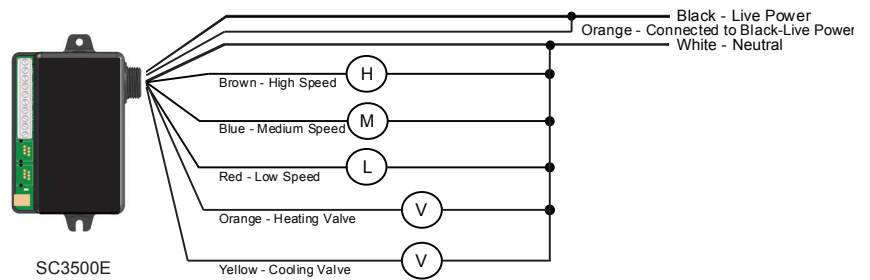 Black - Live Power
Orange - Connected to Black-Live Power
White - Neutral
Brown - High Speed
H
Blue - Medium Speed
M
Red - Low Speed
L
Orange - Heating Valve
V
Yellow - Cooling Valve
V
SC3500E